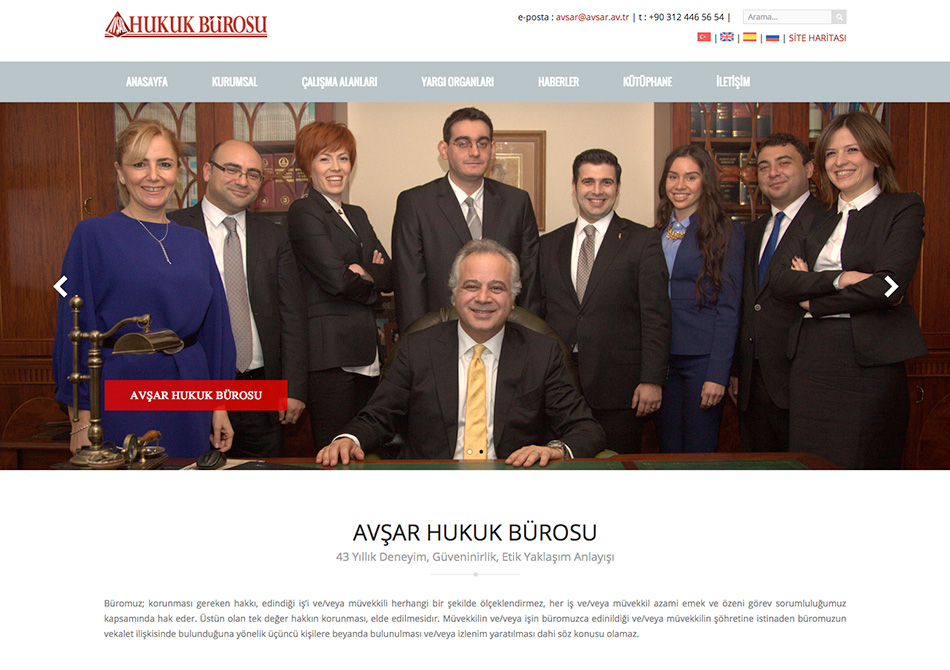 HUKUK BÜROSU
e-posta : avsar@avsar.av.tr | t : +90 312 446 56 54 |
Arama...
| | | | SİTE HARİTASI
ANASAYFA KURUMSAL ÇALIŞMA ALANLARI YARGI ORGANLARI HABERLER KÜTÜPHANE İLETİŞİM
AVŞAR HUKUK BÜROSU
AVŞAR HUKUK BÜROSU
43 Yıllık Deneyim, Güveninirlik, Etik Yaklaşım Anlayışı
Büromuz; korunması gereken hakkı, edindiği iş'i ve/veya müvekkili herhangi bir şekilde ölçeklendirmez, her iş ve/veya müvekkil azami emek ve özeni görev sorumluluğumuz
kapsamında hak eder. Üstün olan tek değer hakkın korunması, elde edilmesidir. Müvekkilin ve/veya işin büromuzca edinildiği ve/veya müvekkilin şöhretine istinaden büromuzun
vekalet ilişkisinde bulunduğuna yönelik üçüncü kişilere beyanda bulunulması ve/veya izlenim yaratılması dahi söz konusu olamaz.